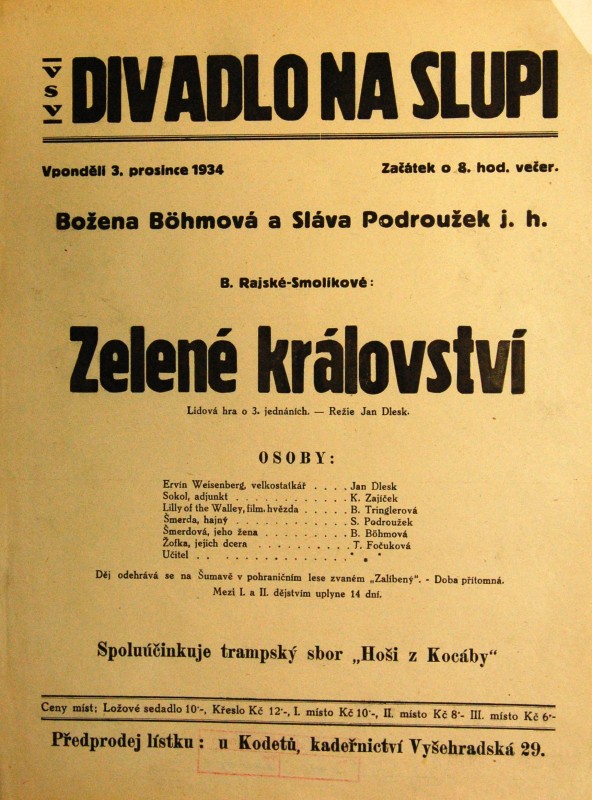 VSV DIVADLO NA SLUPI
Vpondělí 3. prosince 1934 Začátek o 8. hod. večer.
Božena Böhmová a Sláva Podroužek j. h.
B. Rajské-Smolíkové:
Zelené království
Lidová hra o 3. jednáních. — Režie Jan Dlesk.
OSOBY:
Ervín Weisenberg, velkostatkář . . . . Jan Dlesk
Sokol, adjunkt . . . . . . . . . . . . K. Zajíček
Lilly of the Walley, film. hvězda . . . . . B. Tringlerová
Šmerda, hajný . . . . . . . . . . . . S. Podroužek
Šmerdová, jeho žena . . . . . . . . . B. Böhmová
Žofka, jejich dcera . . . . . . . . . . T. Fočuková
Učitel . . . . . . . . . . . . . * * *
Děj odehrává se na Šumavě v pohraničním lese zvaném „Zalíbený". - Doba přítomná.
Mezi I. a II. dějstvím uplyne 14 dní.
Spoluúčinkuje trampský sbor „Hoši z Kocáby"
Ceny míst: Ložové sedadlo 10·-, Křeslo Kč 12·-, I. místo Kč 10·-, II. místo Kč 8·- III. místo Kč 6·-
Předprodej lístku: u Kodetů, kadeřnictví Vyšehradská 29.